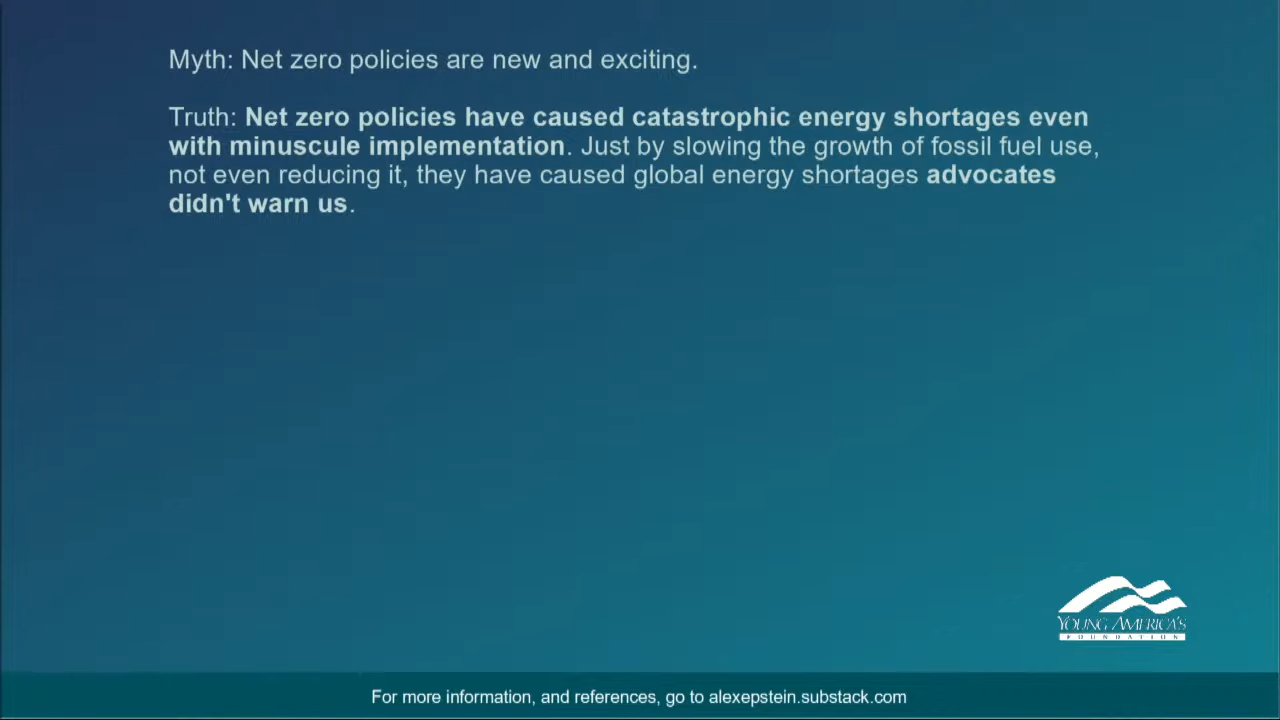 Myth: Net zero policies are new and exciting.
Truth: Net zero policies have caused catastrophic energy shortages even
with minuscule implementation. Just by slowing the growth of fossil fuel use,
not even reducing it, they have caused global energy shortages advocates
didn't warn us.
YOUNG AMERICA'S
FOUNDATION
For more information, and references, go to alexepstein.substack.com